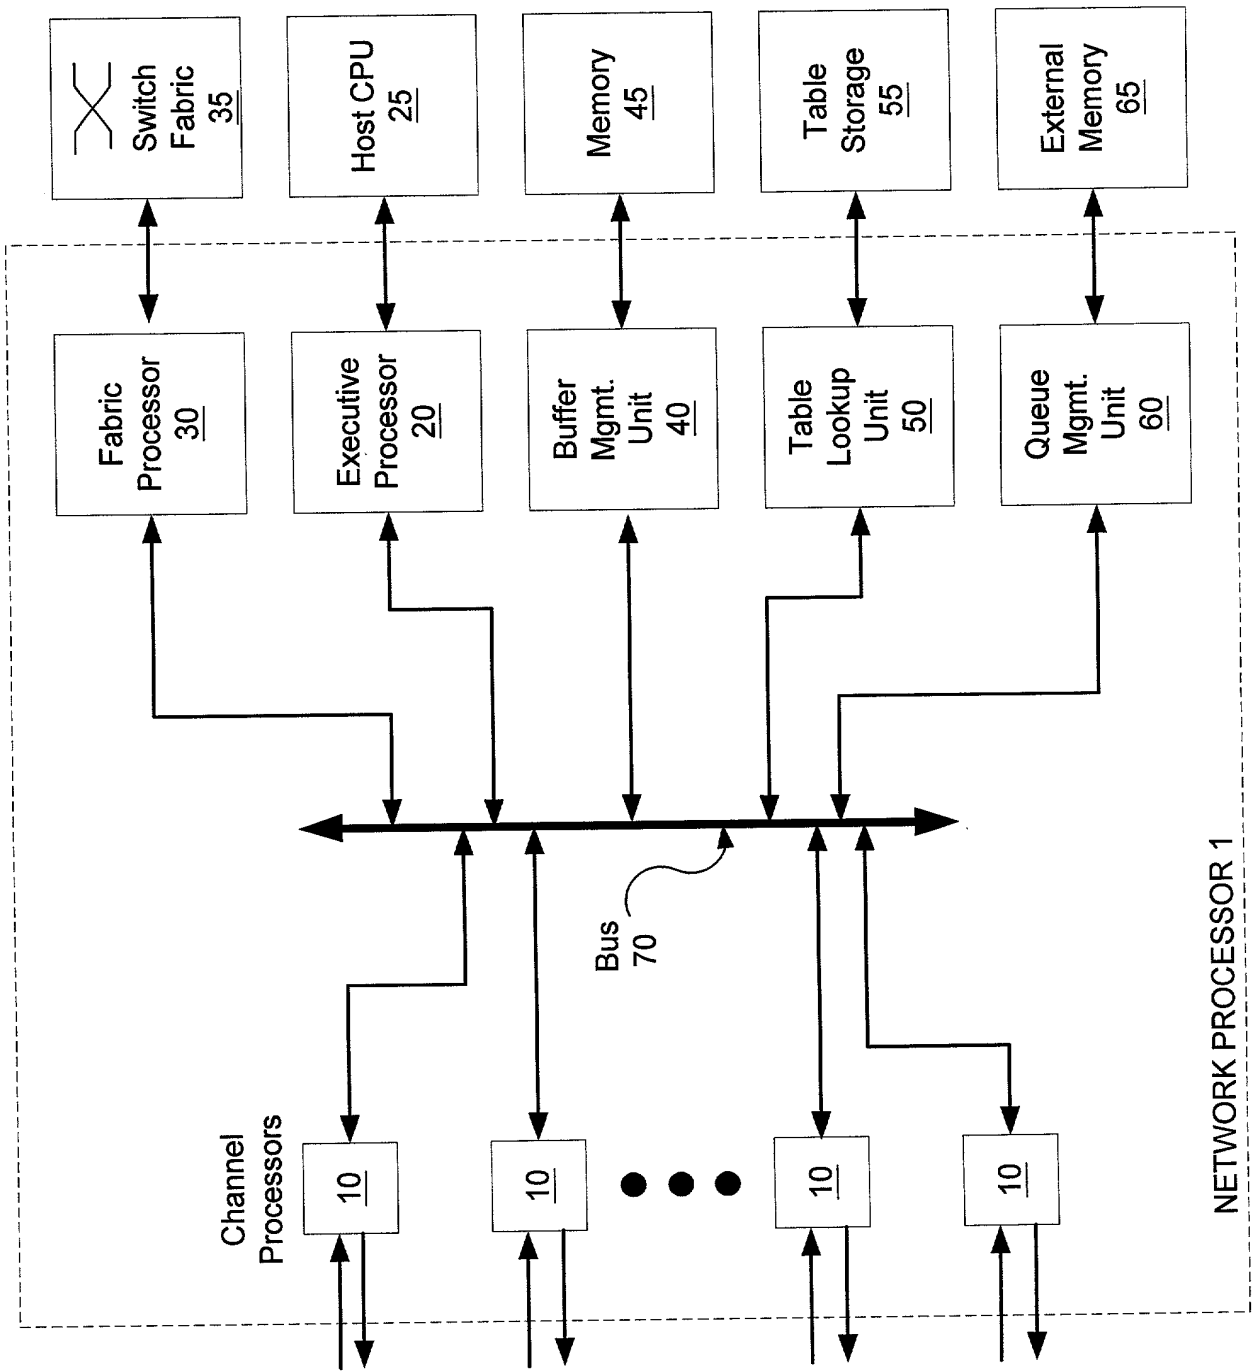 Switch
Fabric
35
Host CPU
25
Memory
45
Table
Storage
55
External
Memory
65
Fabric
Processor
30
Executive
Processor
20
Buffer
Mgmt.
Unit
40
Table
Lookup
Unit
50
Queue
Mgmt.
Unit
60
Bus
70
Channel
Processors
10
10
10
10
NETWORK PROCESSOR 1